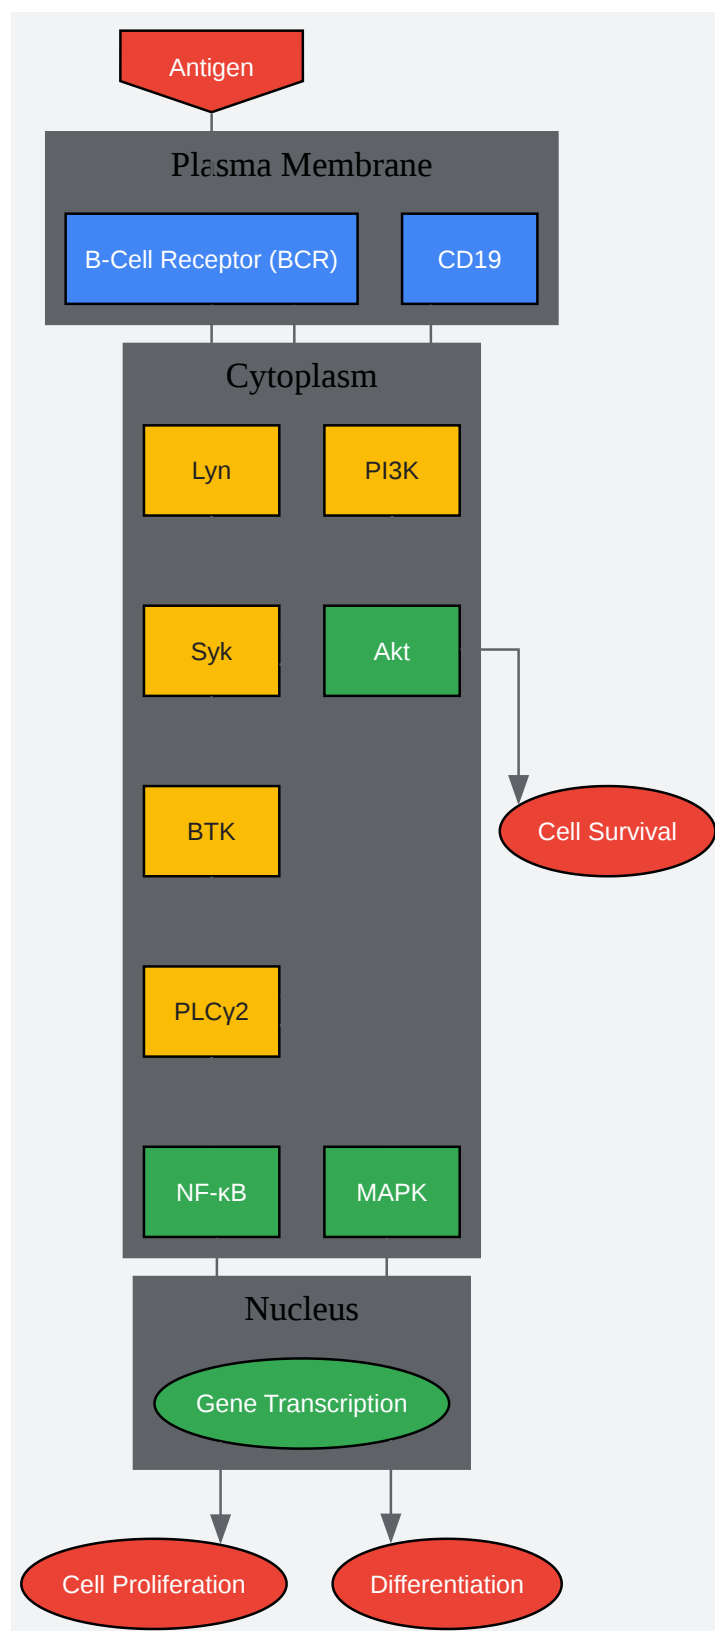 Antigen
Plasma Membrane
B-Cell Receptor (BCR)
CD19
Cytoplasm
Lyn
PI3K
Syk
Akt
BTK
Cell Survival
PLCγ2
NF-κB
MAPK
Nucleus
Gene Transcription
Cell Proliferation
Differentiation